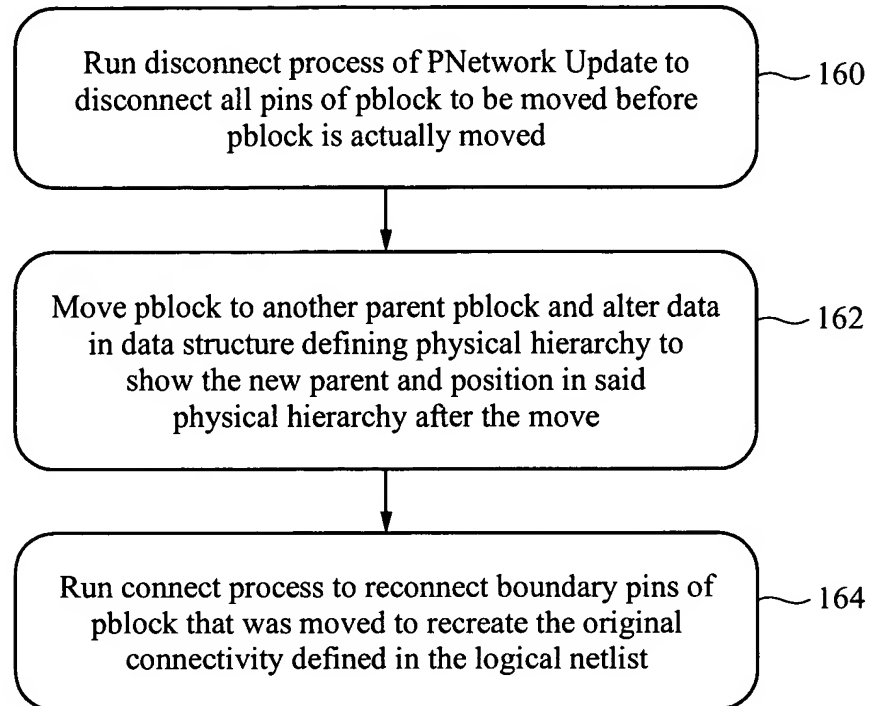 Run disconnect process of PNetwork Update to
disconnect all pins of pblock to be moved before
pblock is actually moved
160
Move pblock to another parent pblock and alter data
in data structure defining physical hierarchy to
show the new parent and position in said
physical hierarchy after the move
162
Run connect process to reconnect boundary pins of
pblock that was moved to recreate the original
connectivity defined in the logical netlist
164